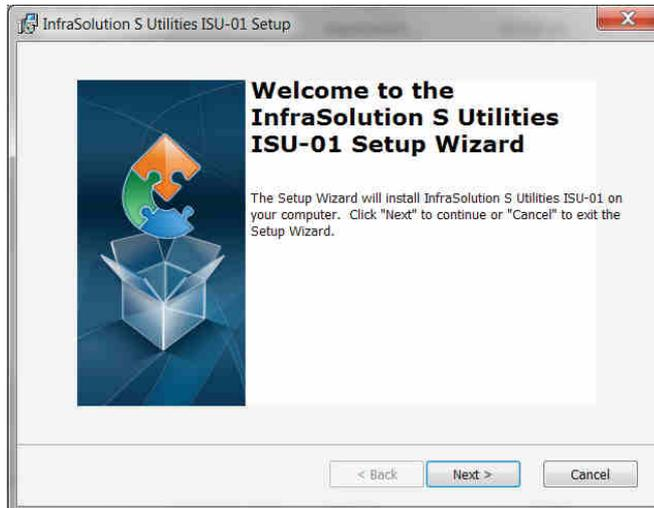 InfraSolution S Utilities ISU-01 Setup
Welcome to the
InfraSolution S Utilities
ISU-01 Setup Wizard
The Setup Wizard will install InfraSolution S Utilities ISU-01 on
your computer. Click "Next" to continue or "Cancel" to exit the
Setup Wizard.
< Back Next > Cancel